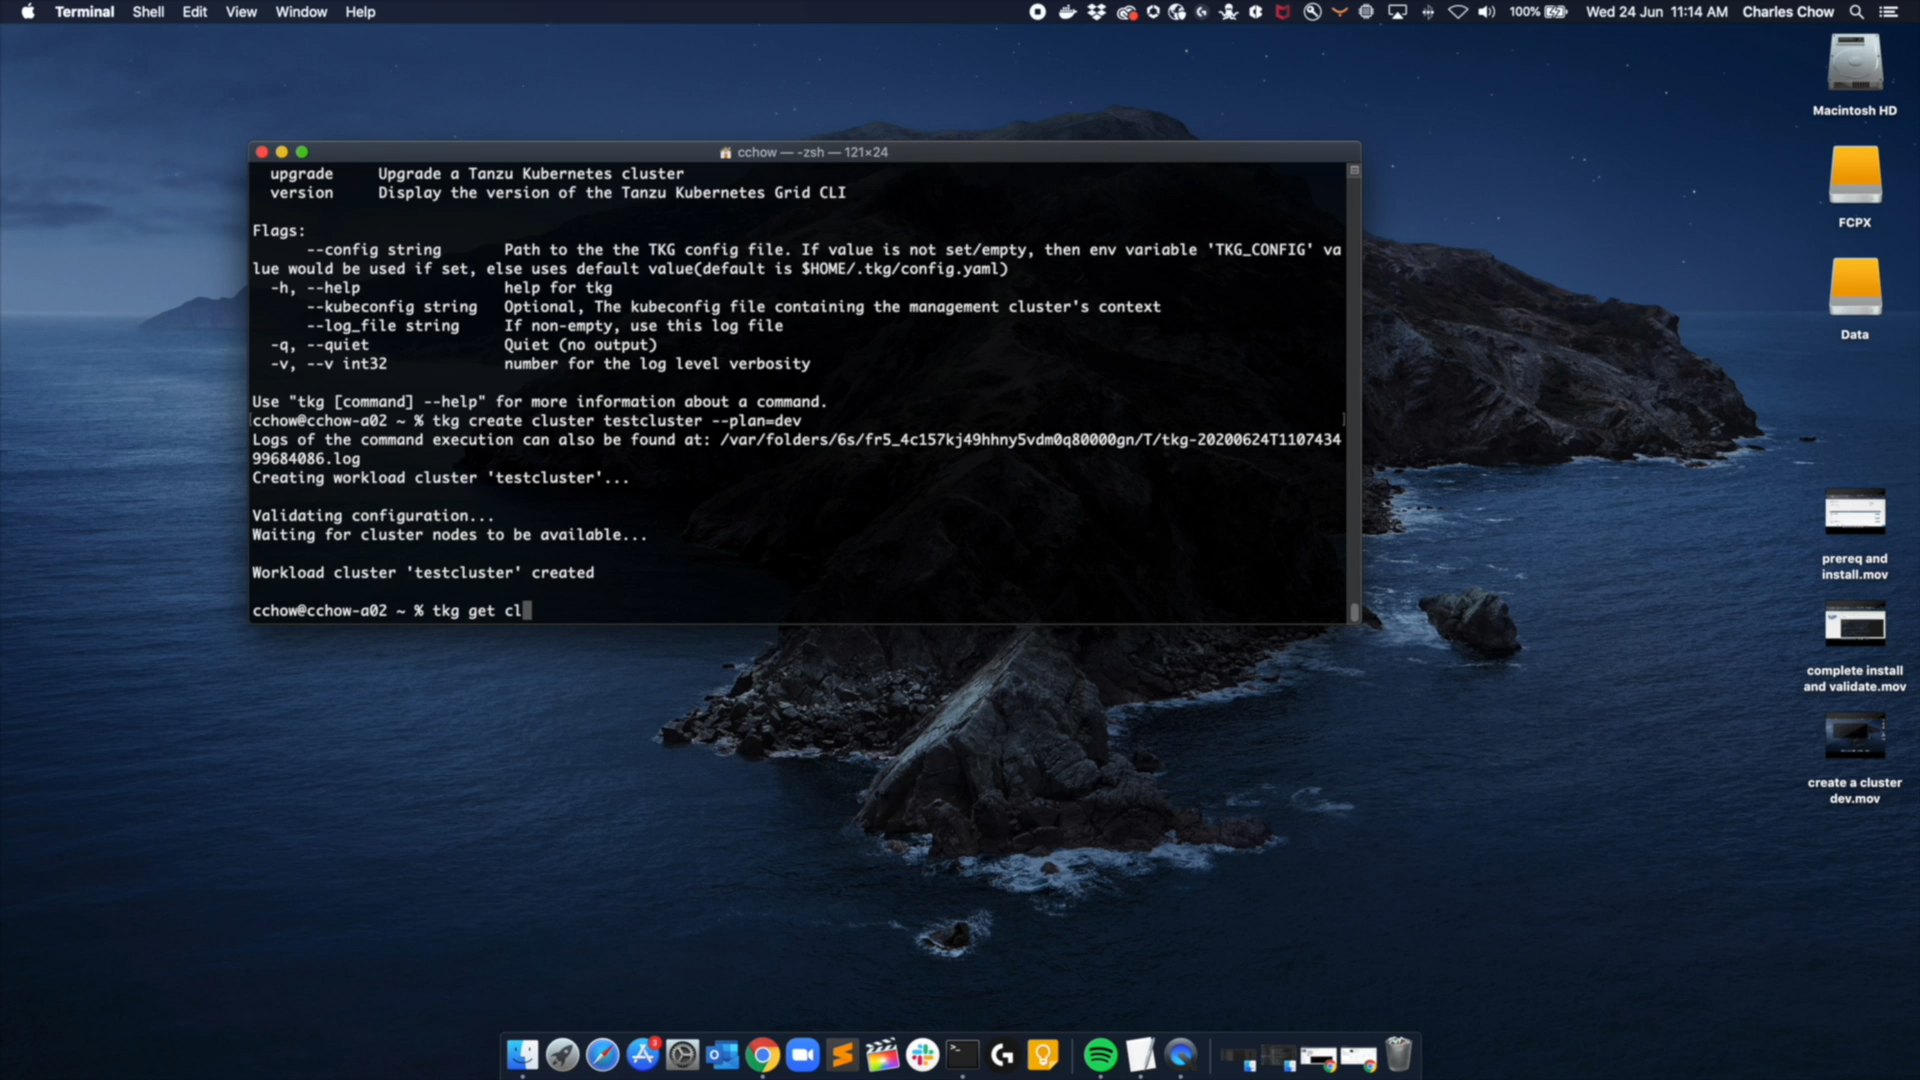 Terminal Shell Edit View Window Help
100% Wed 24 Jun 11:14 AM Charles Chow
cchow — -zsh — 121×24
upgrade Upgrade a Tanzu Kubernetes cluster
version Display the version of the Tanzu Kubernetes Grid CLI
Flags:
--config string Path to the the TKG config file. If value is not set/empty, then env variable 'TKG_CONFIG' va
lue would be used if set, else uses default value(default is $HOME/.tkg/config.yaml)
-h, --help help for tkg
--kubeconfig string Optional, The kubeconfig file containing the management cluster's context
--log_file string If non-empty, use this log file
-q, --quiet Quiet (no output)
-v, --v int32 number for the log level verbosity
Use "tkg [command] --help" for more information about a command.
cchow@cchow-a02 ~ % tkg create cluster testcluster --plan=dev
Logs of the command execution can also be found at: /var/folders/6s/fr5_4c157kj49hhny5vdm0q80000gn/T/tkg-20200624T1107434
99684086.log
Creating workload cluster 'testcluster'...
Validating configuration...
Waiting for cluster nodes to be available...
Workload cluster 'testcluster' created
cchow@cchow-a02 ~ % tkg get cl
Macintosh HD
FCPX
Data
prereq and
install.mov
complete install
and validate.mov
create a cluster
dev.mov
3